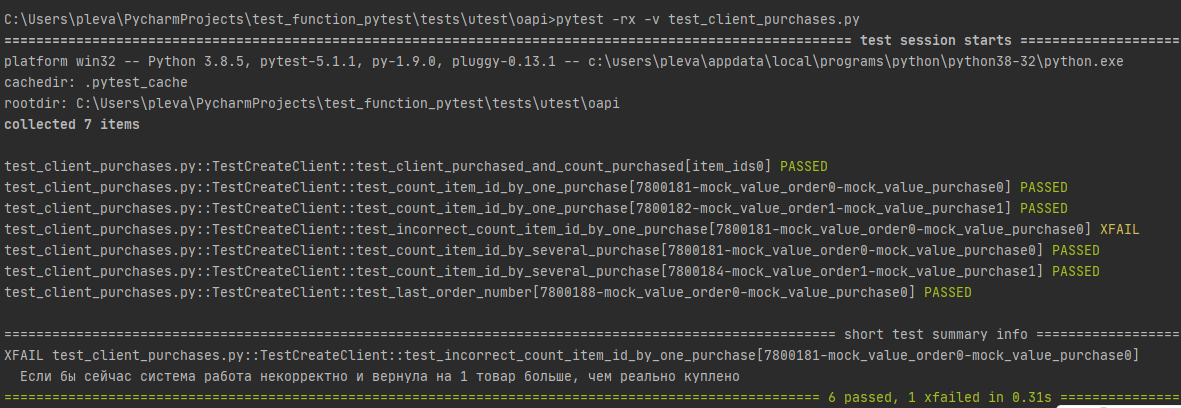 C:\Users\pleva\PycharmProjects\test_function_pytest\tests\utest\oapi>pytest -rx -v test_client_purchases.py
========================================================================================================== test session starts ====================
platform win32 -- Python 3.8.5, pytest-5.1.1, py-1.9.0, pluggy-0.13.1 -- c:\users\pleva\appdata\local\programs\python\python38-32\python.exe
cachedir: .pytest_cache
rootdir: C:\Users\pleva\PycharmProjects\test_function_pytest\tests\utest\oapi
collected 7 items
test_client_purchases.py::TestCreateClient::test_client_purchased_and_count_purchased[item_ids0] PASSED
test_client_purchases.py::TestCreateClient::test_count_item_id_by_one_purchase[7800181-mock_value_order0-mock_value_purchase0] PASSED
test_client_purchases.py::TestCreateClient::test_count_item_id_by_one_purchase[7800182-mock_value_order1-mock_value_purchase1] PASSED
test_client_purchases.py::TestCreateClient::test_incorrect_count_item_id_by_one_purchase[7800181-mock_value_order0-mock_value_purchase0] XFAIL
test_client_purchases.py::TestCreateClient::test_count_item_id_by_several_purchase[7800181-mock_value_order0-mock_value_purchase0] PASSED
test_client_purchases.py::TestCreateClient::test_count_item_id_by_several_purchase[7800184-mock_value_order1-mock_value_purchase1] PASSED
test_client_purchases.py::TestCreateClient::test_last_order_number[7800188-mock_value_order0-mock_value_purchase0] PASSED
======================================================================================================== short test summary info ==================
XFAIL test_client_purchases.py::TestCreateClient::test_incorrect_count_item_id_by_one_purchase[7800181-mock_value_order0-mock_value_purchase0]
Если бы сейчас система работа некорректно и вернула на 1 товар больше, чем реально куплено
====================================================================================================== 6 passed, 1 xfailed in 0.31s ===============